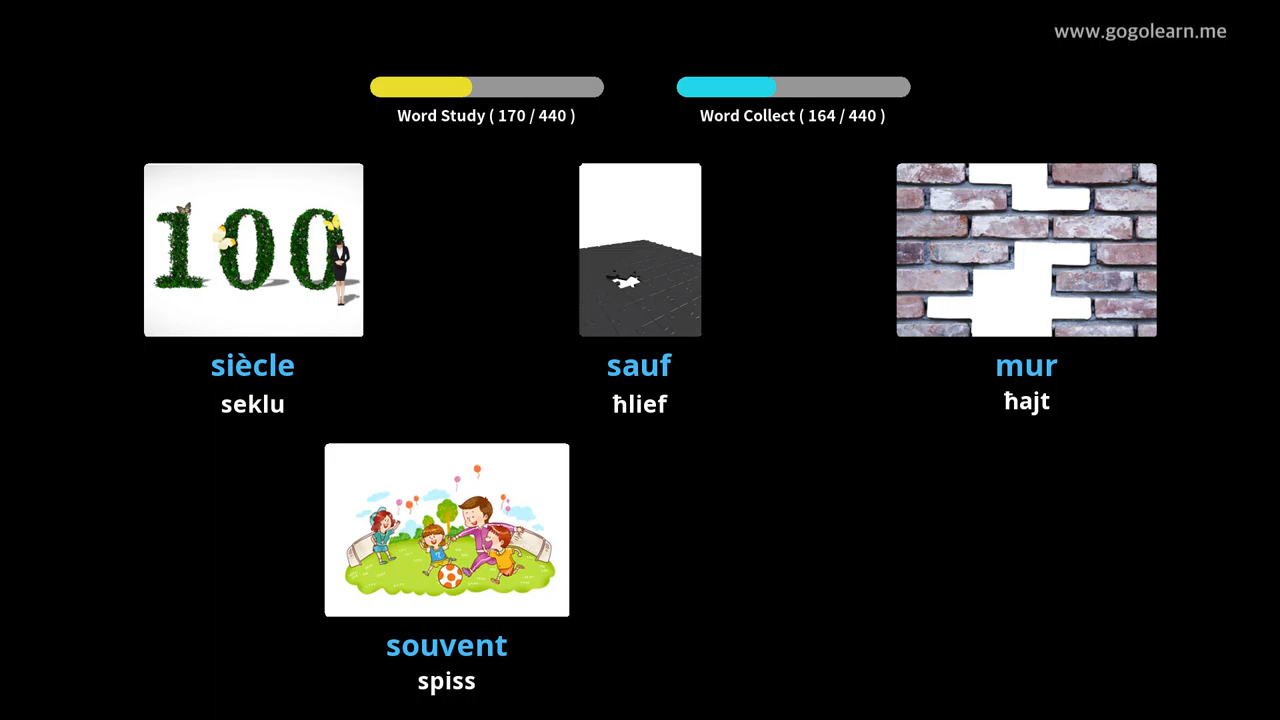 www.gogolearn.me
Word Study ( 170 / 440 )
Word Collect ( 164 / 440 )
100
siècle
seklu
sauf
ħlief
mur
ħajt
souvent
spiss